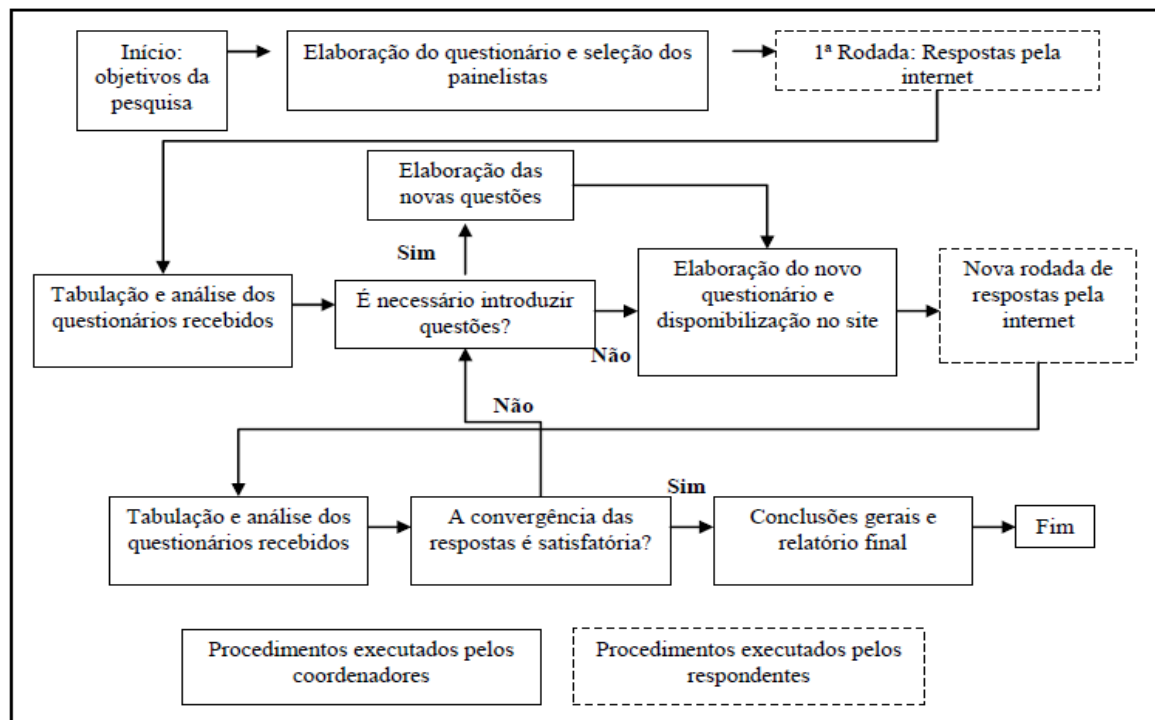 Início:
objetivos da
pesquisa
Elaboração do questionário e seleção dos
painelistas
1ª Rodada: Respostas pela
internet
Elaboração das
novas questões
Sim
Tabulação e análise dos
questionários recebidos
É necessário introduzir
questões?
Não
Elaboração do novo
questionário e
disponibilização no site
Nova rodada de
respostas pela
internet
Não
Tabulação e análise dos
questionários recebidos
A convergência das
respostas é satisfatória?
Sim
Conclusões gerais e
relatório final
Fim
Procedimentos executados pelos
coordenadores
Procedimentos executados pelos
respondentes